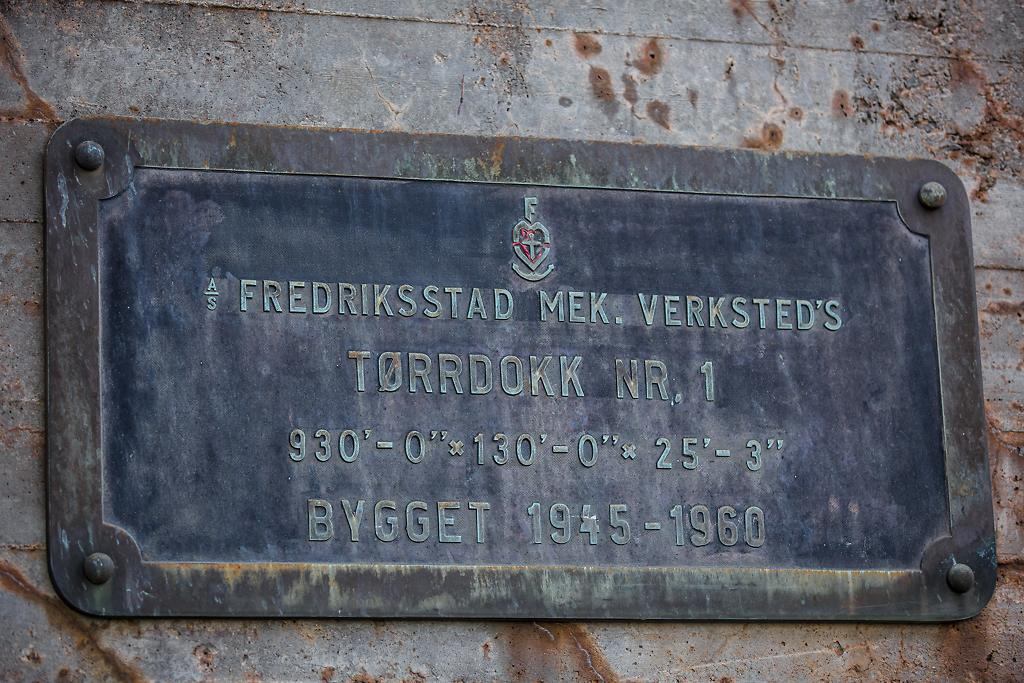 F
A/S FREDRIKSSTAD MEK. VERKSTED'S
TØRRDOKK NR. 1
930'-0"×130'-0"× 25'-3"
BYGGET 1945-1960